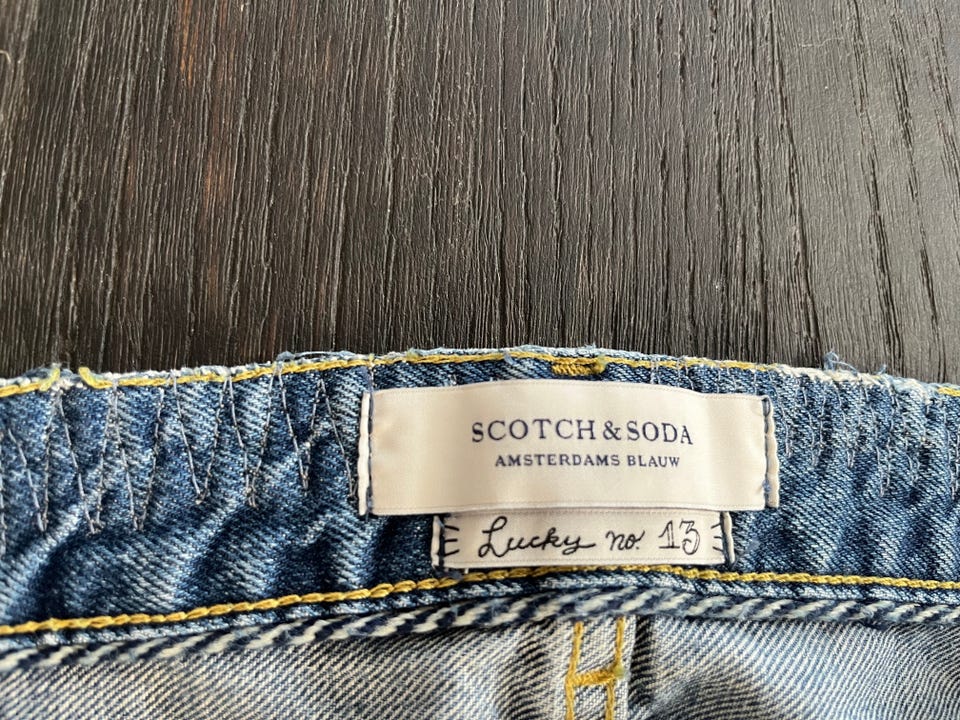 SCOTCH & SODA
AMSTERDAMS BLAUW
Lucky no. 13